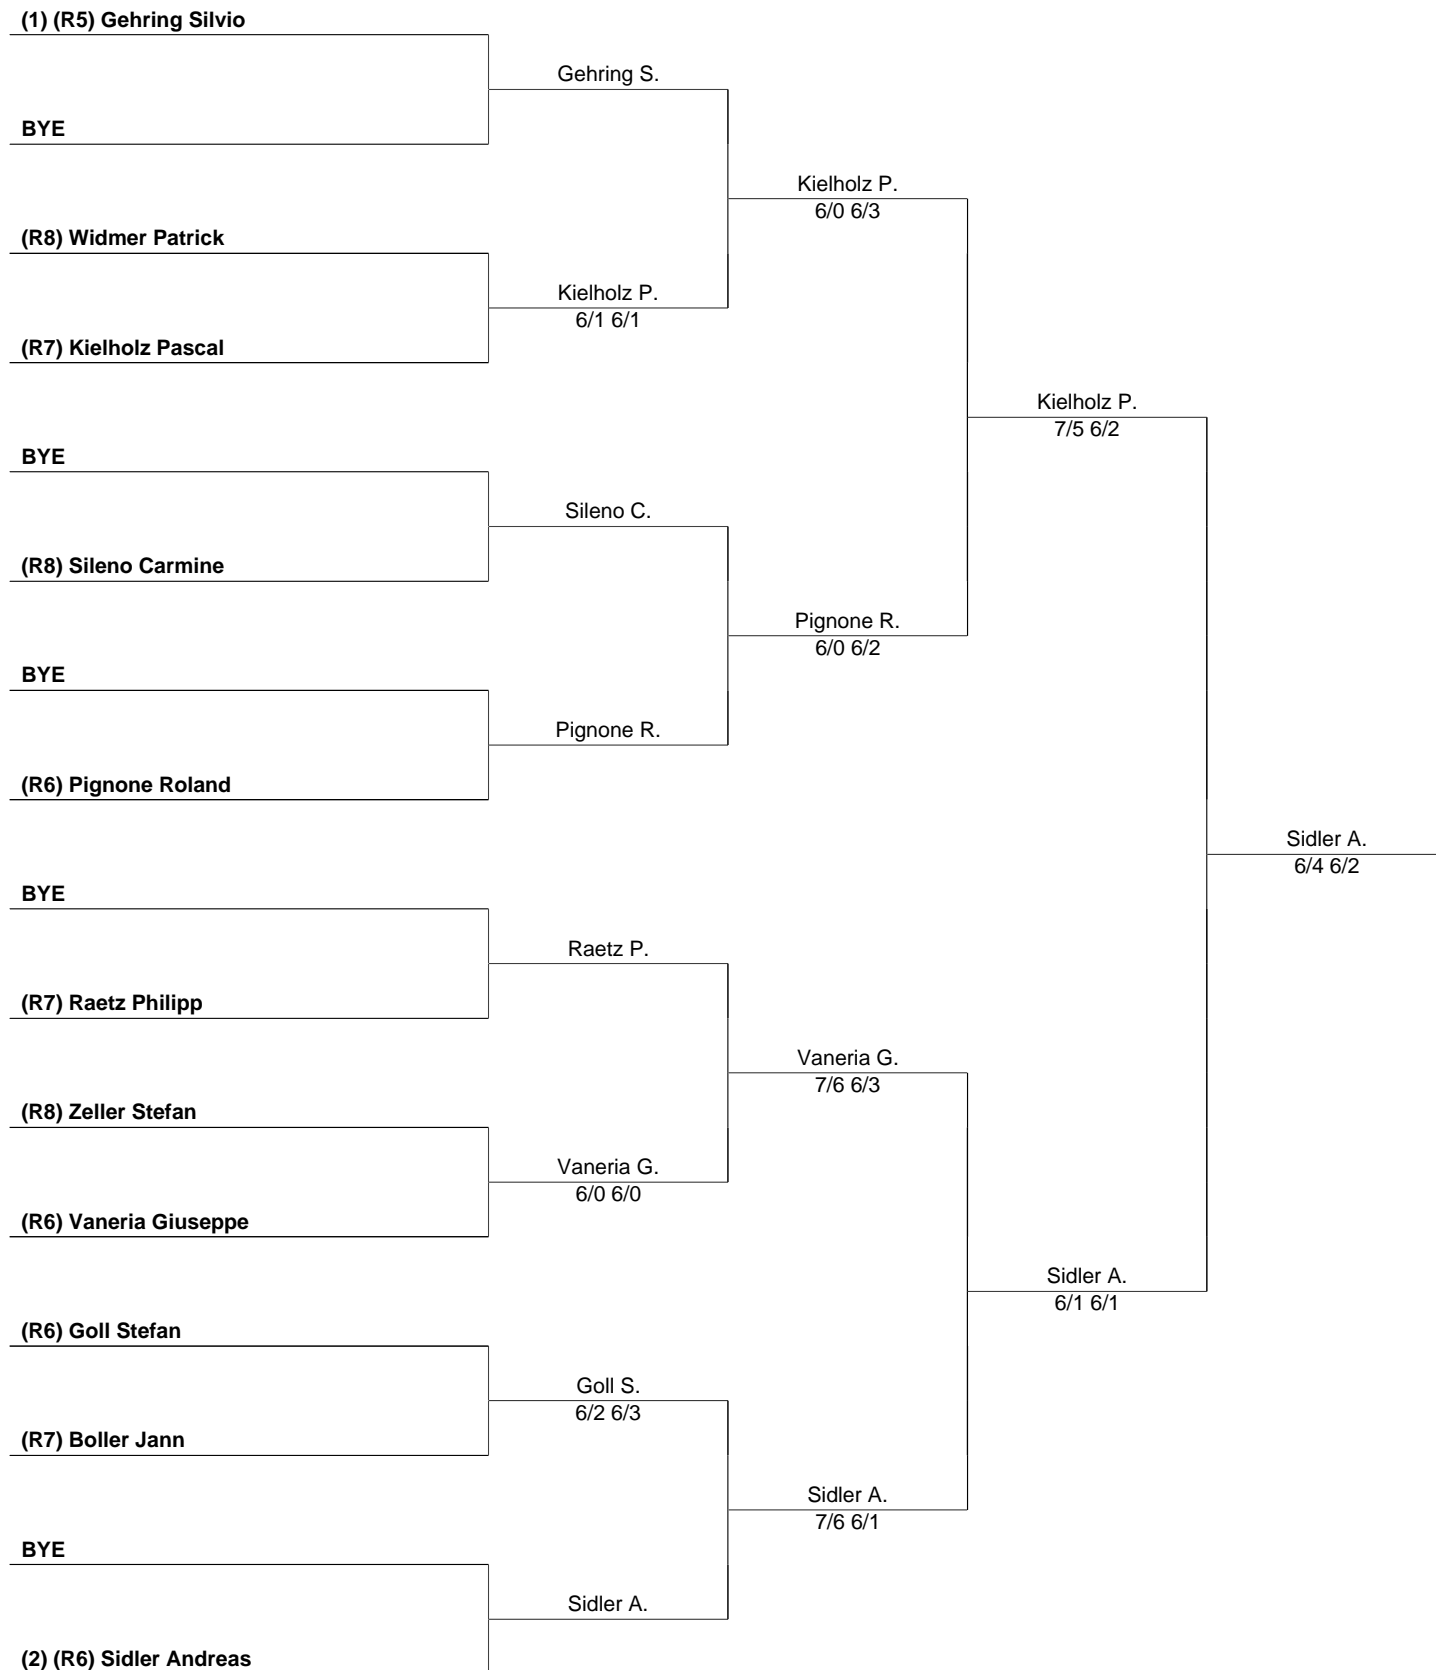 (1) (R5) Gehring Silvio
Gehring S.
BYE
Kielholz P.
6/0 6/3
(R8) Widmer Patrick
Kielholz P.
6/1 6/1
(R7) Kielholz Pascal
Kielholz P.
7/5 6/2
BYE
Sileno C.
(R8) Sileno Carmine
Pignone R.
6/0 6/2
BYE
Pignone R.
(R6) Pignone Roland
Sidler A.
6/4 6/2
BYE
Raetz P.
(R7) Raetz Philipp
Vaneria G.
7/6 6/3
(R8) Zeller Stefan
Vaneria G.
6/0 6/0
(R6) Vaneria Giuseppe
Sidler A.
6/1 6/1
(R6) Goll Stefan
Goll S.
6/2 6/3
(R7) Boller Jann
Sidler A.
7/6 6/1
BYE
Sidler A.
(2) (R6) Sidler Andreas